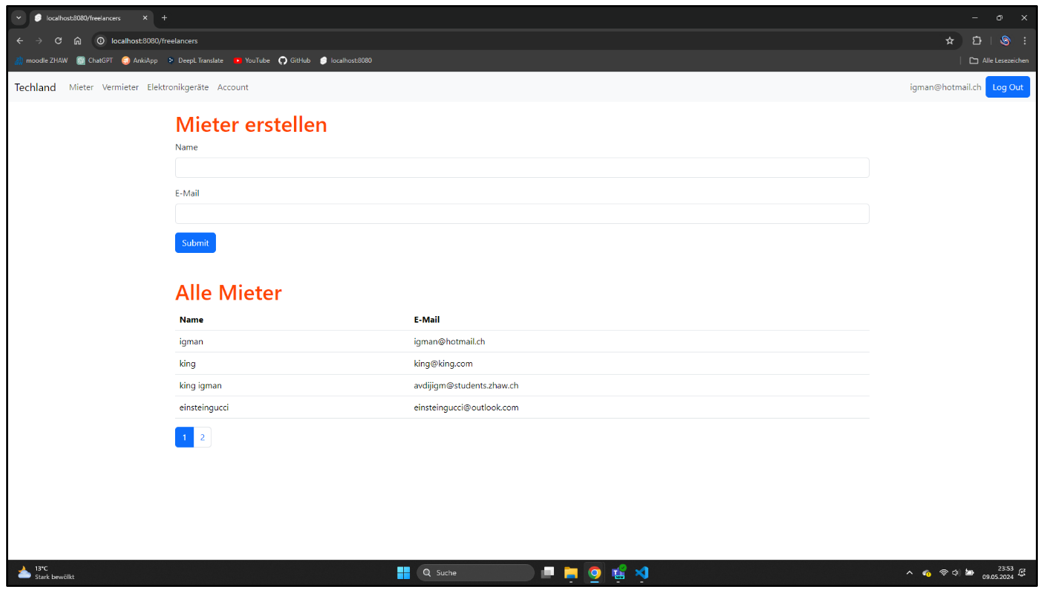 localhost:8080/freelancers
localhost:8080/freelancers
moodle ZHAW ChatGPT AnkiApp DeepL Translate YouTube GitHub localhost:8080 Alle Lesezeichen
Techland Mieter Vermieter Elektronikgeräte Account igman@hotmail.ch Log Out
Mieter erstellen
Name
E-Mail
Submit
Alle Mieter
Name E-Mail
igman igman@hotmail.ch
king king@king.com
king igman avdijigm@students.zhaw.ch
einsteingucci einsteingucci@outlook.com
1 2
13°C
Stark bewölkt
Suche
23:53
09.05.2024